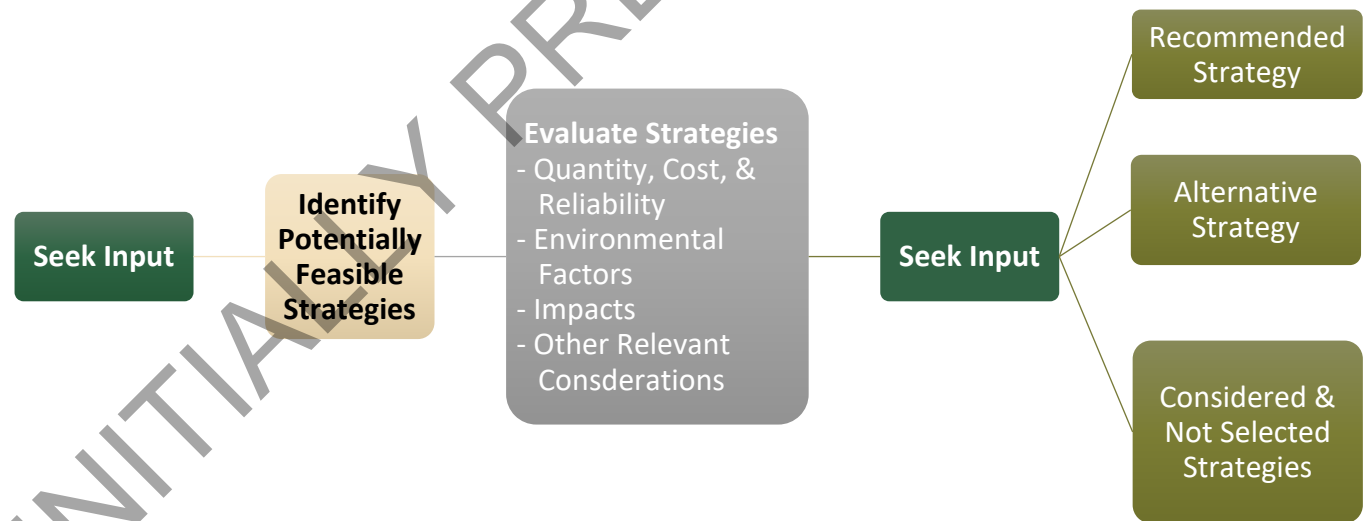 Seek Input
Identify
Potentially
Feasible
Strategies
Evaluate Strategies
- Quantity, Cost, &
Reliability
- Environmental
Factors
- Impacts
- Other Relevant
Consderations
Seek Input
Recommended
Strategy
Alternative
Strategy
Considered &
Not Selected
Strategies
INITIALLY PRE